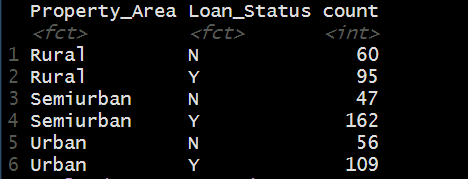 Property_Area Loan_Status count
<fct> <fct> <int>
1 Rural N 60
2 Rural Y 95
3 Semiurban N 47
4 Semiurban Y 162
5 Urban N 56
6 Urban Y 109